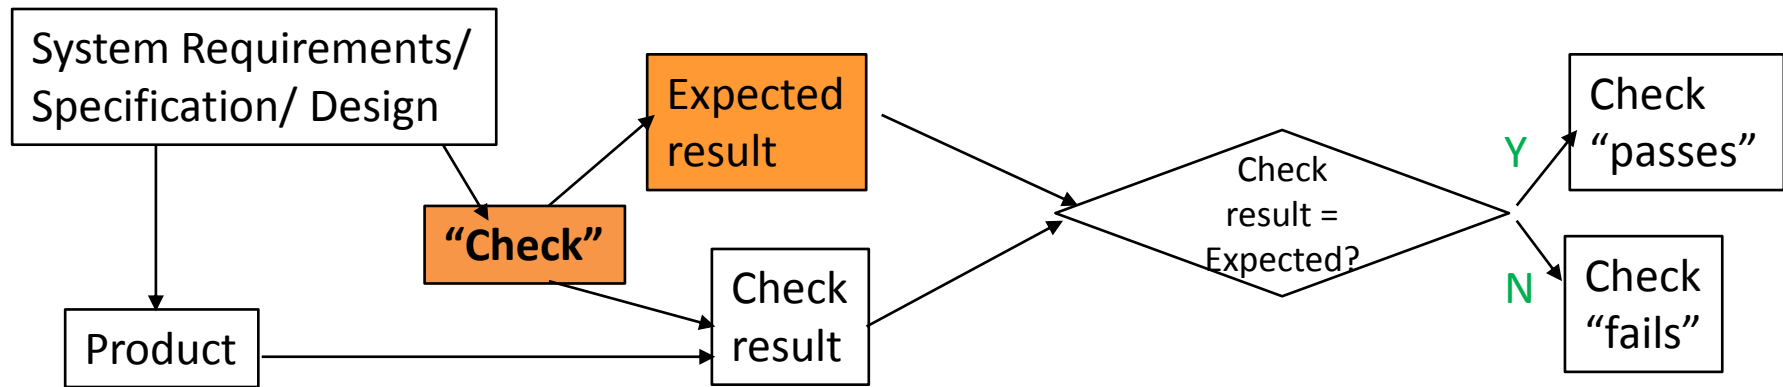 System Requirements/
Specification/ Design
Expected
result
“Check”
Product
Check
result
Check
result =
Expected?
Y
N
Check
“passes”
Check
“fails”